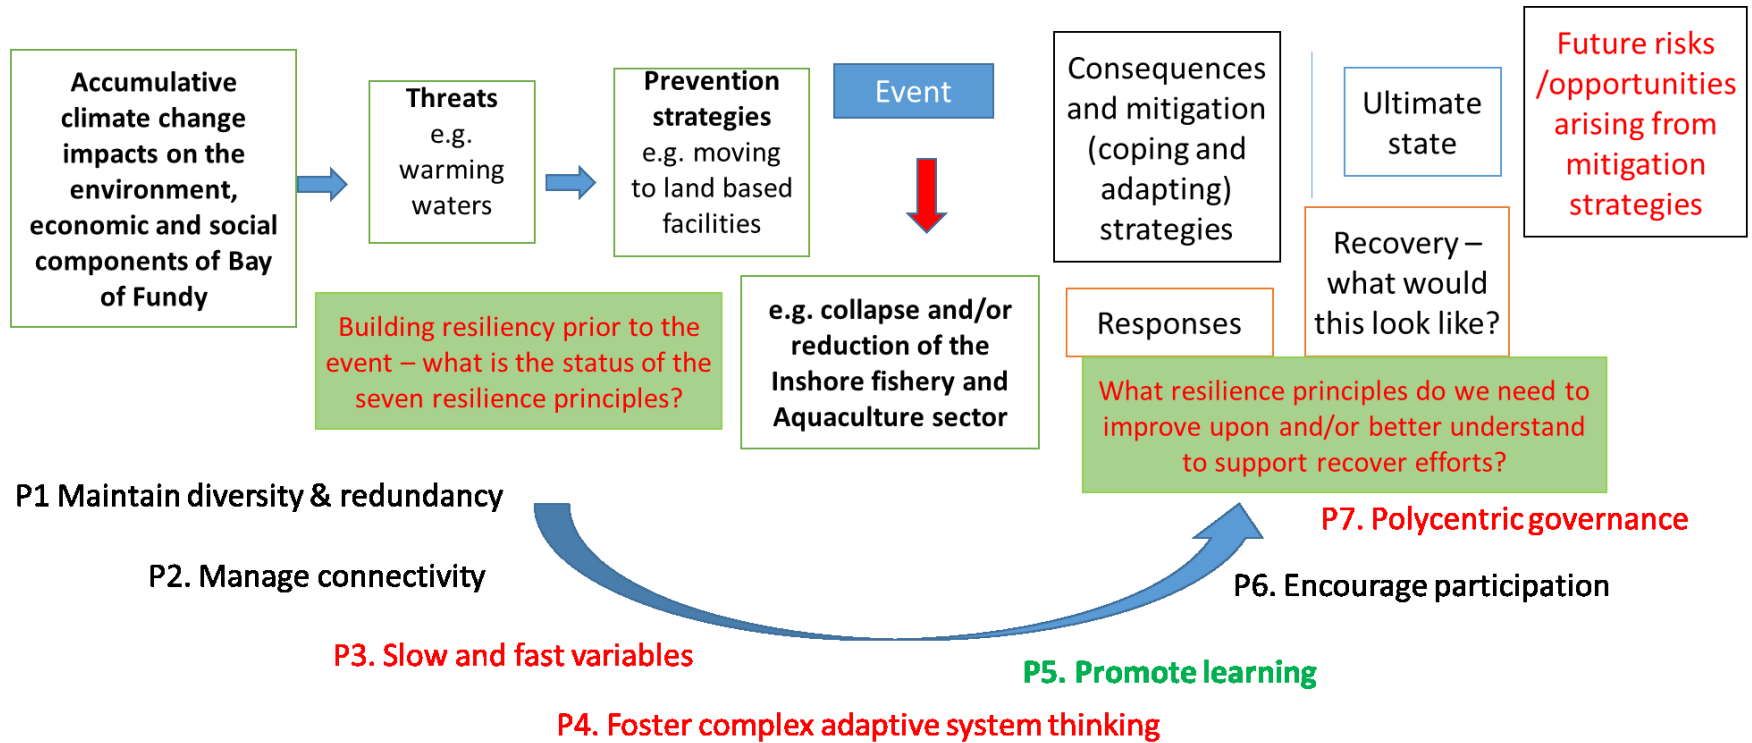 Accumulative
climate change
impacts on the
environment,
economic and social
components of Bay
of Fundy
Threats
e.g.
warming
waters
Prevention
strategies
e.g. moving
to land based
facilities
Event
Consequences
and mitigation
(coping and
adapting)
strategies
Ultimate
state
Future risks
/opportunities
arising from
mitigation
strategies
Building resiliency prior to the
event – what is the status of the
seven resilience principles?
e.g. collapse and/or
reduction of the
Inshore fishery and
Aquaculture sector
Responses
Recovery –
what would
this look like?
What resilience principles do we need to
improve upon and/or better understand
to support recover efforts?
P1 Maintain diversity & redundancy
P2. Manage connectivity
P3. Slow and fast variables
P4. Foster complex adaptive system thinking
P5. Promote learning
P6. Encourage participation
P7. Polycentric governance